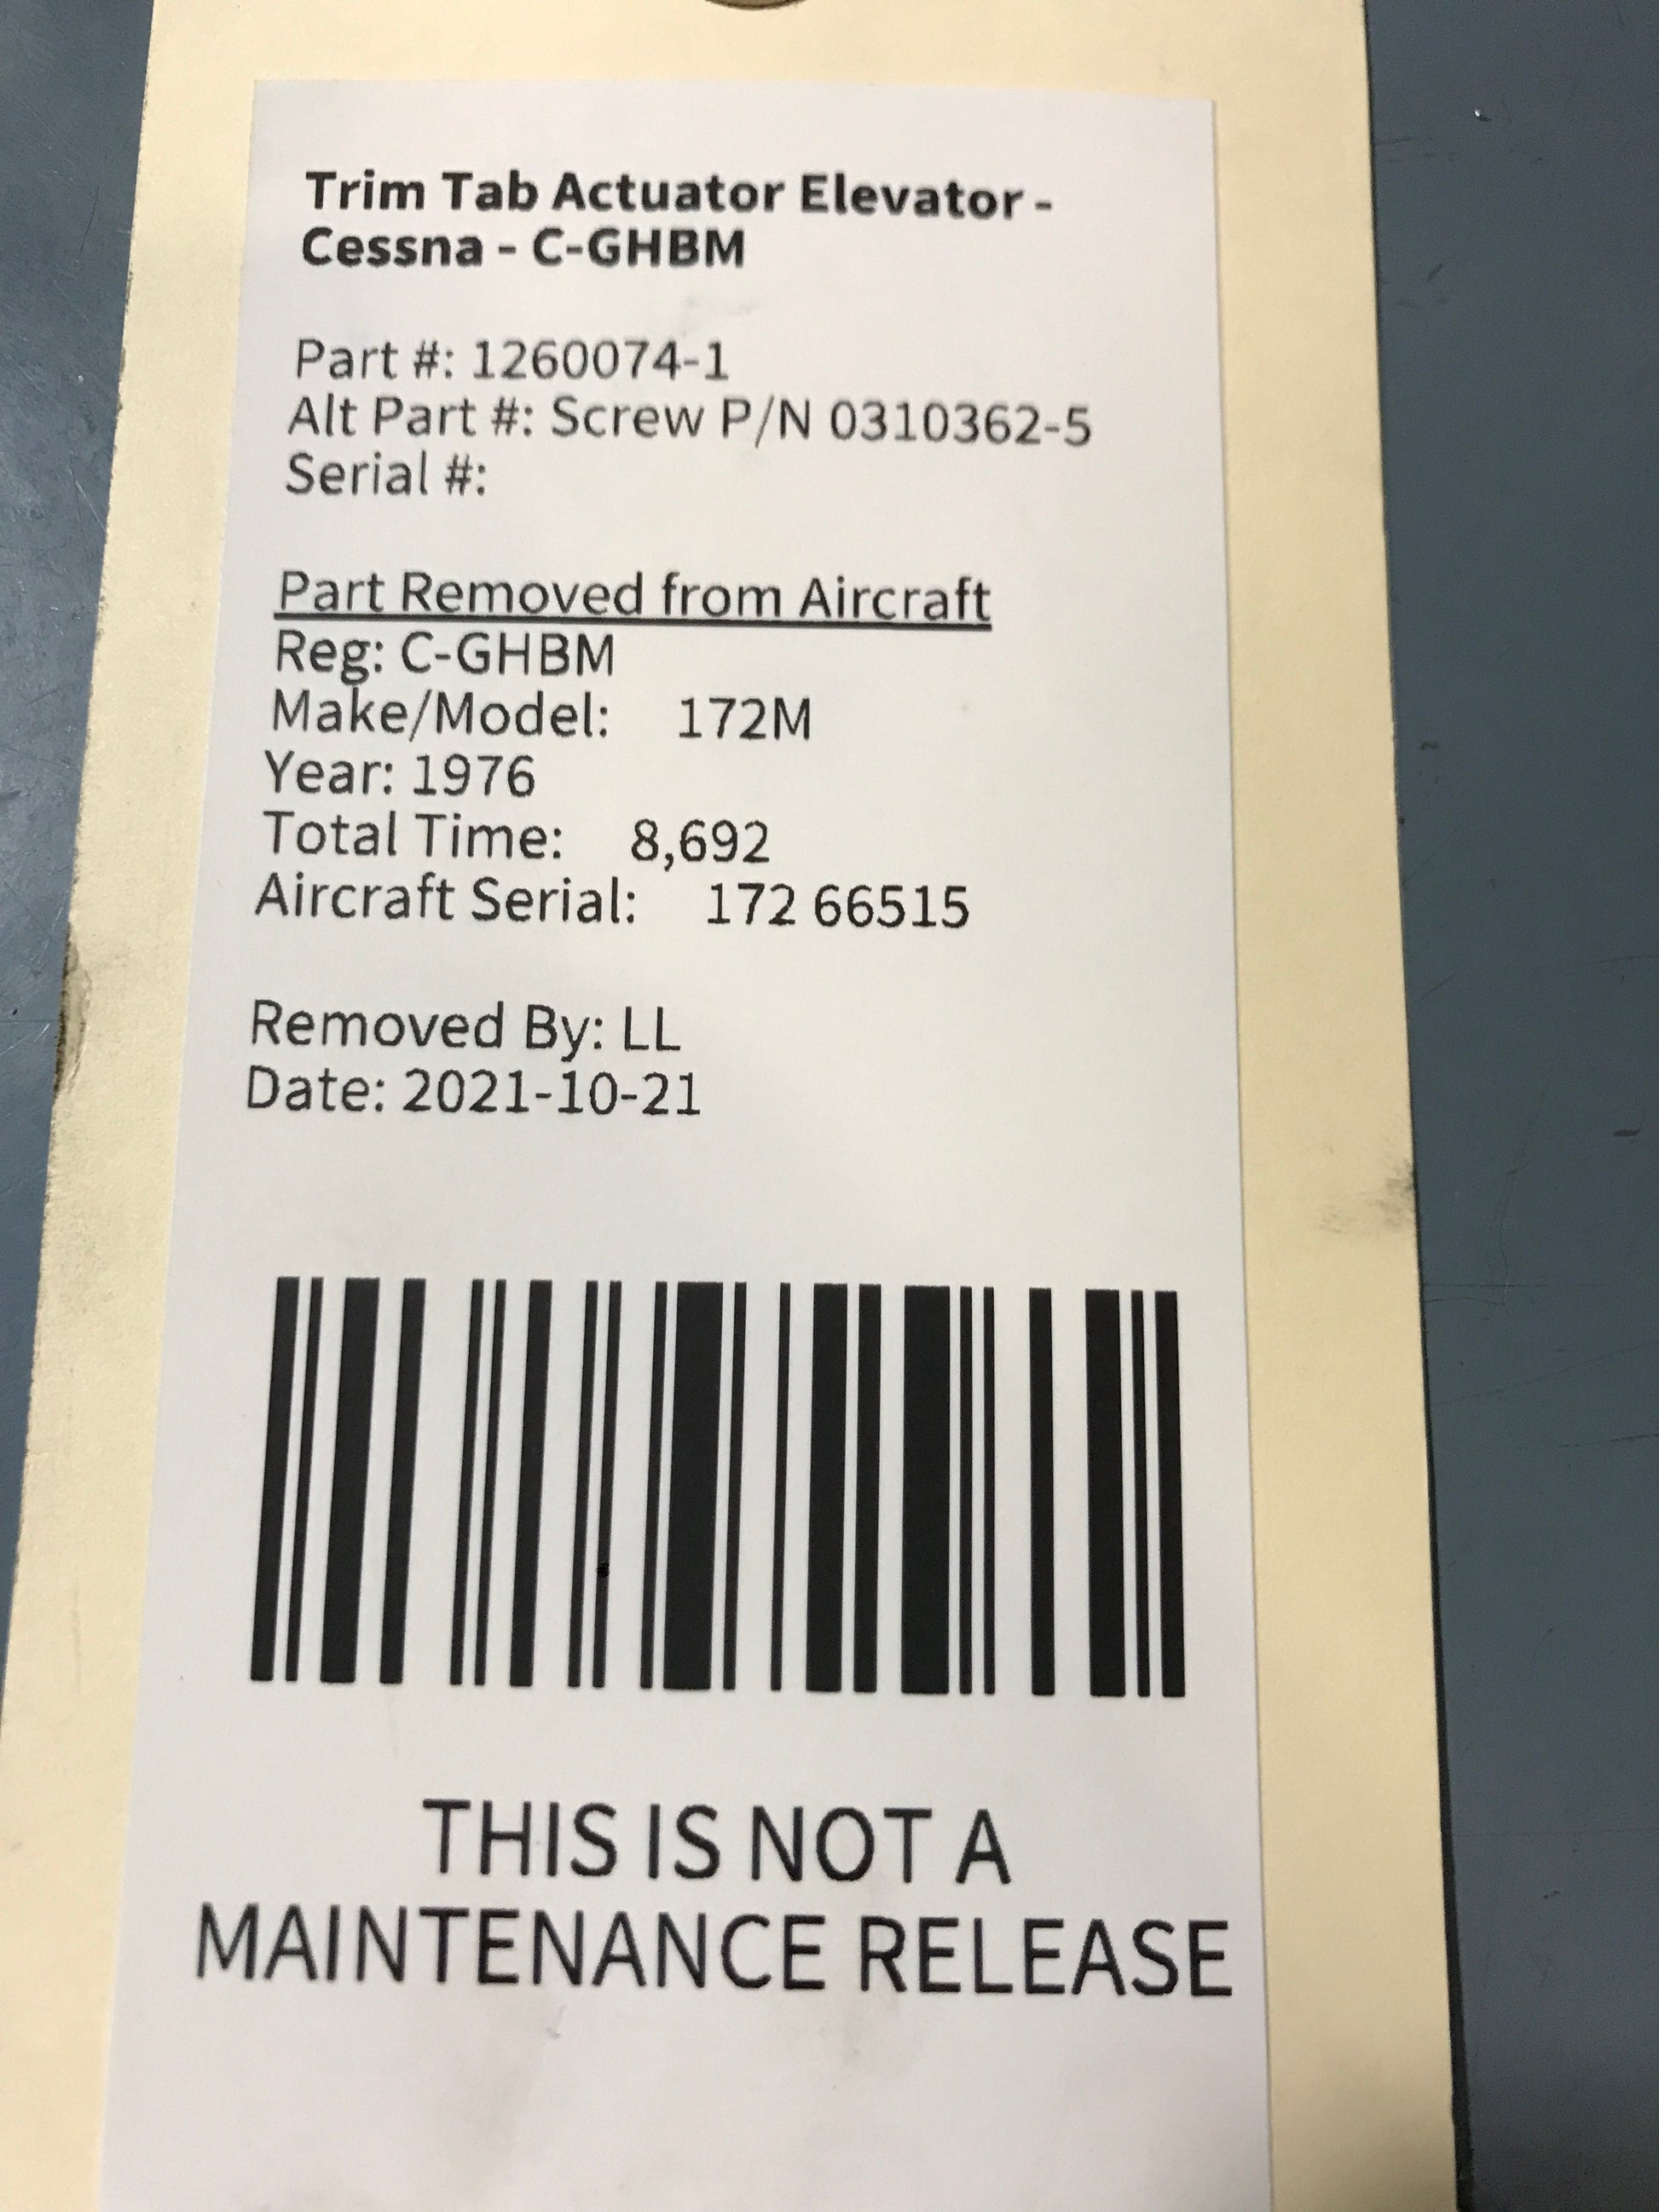 Trim Tab Actuator Elevator -
Cessna - C-GHBM
Part #: 1260074-1
Alt Part #: Screw P/N 0310362-5
Serial #:
Part Removed from Aircraft
Reg: C-GHBM
Make/Model: 172M
Year: 1976
Total Time: 8,692
Aircraft Serial: 172 66515
Removed By: LL
Date: 2021-10-21
THIS IS NOT A
MAINTENANCE RELEASE